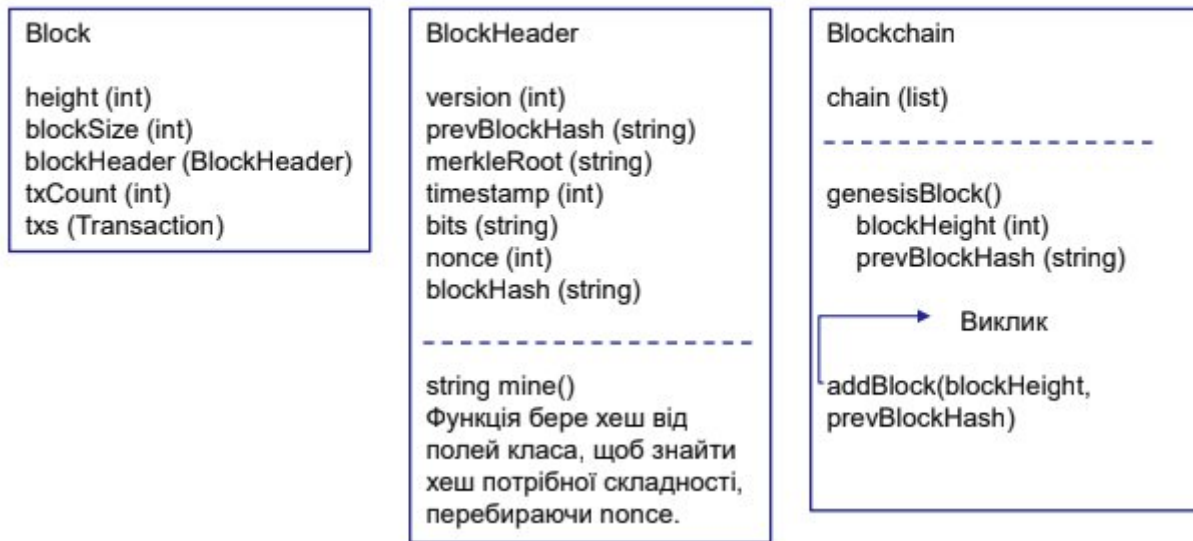 Block
height (int)
blockSize (int)
blockHeader (BlockHeader)
txCount (int)
txs (Transaction)
BlockHeader
version (int)
prevBlockHash (string)
merkleRoot (string)
timestamp (int)
bits (string)
nonce (int)
blockHash (string)
string mine()
Функція бере хеш від
полей класа, щоб знайти
хеш потрібної складності,
перебираючи nonce.
Blockchain
chain (list)
genesisBlock()
blockHeight (int)
prevBlockHash (string)
Виклик
addBlock(blockHeight,
prevBlockHash)